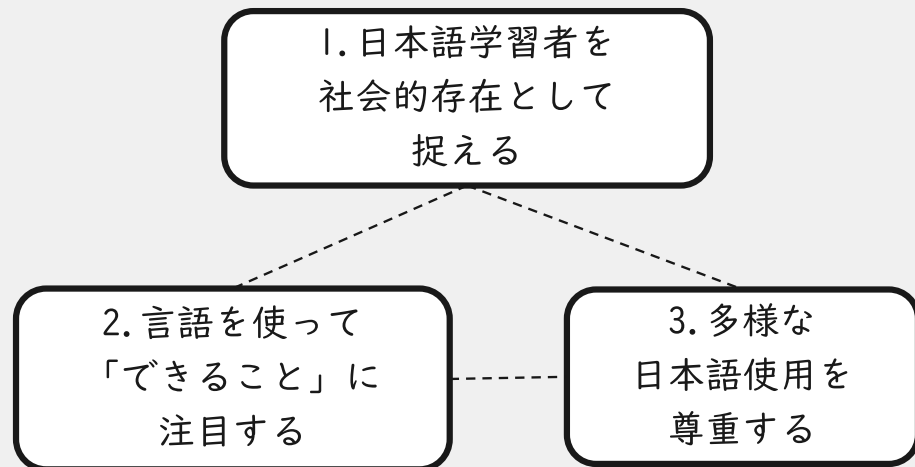 1. 日本語学習者を
社会的存在として
捉える
2. 言語を使って
「できること」に
注目する
3. 多様な
日本語使用を
尊重する